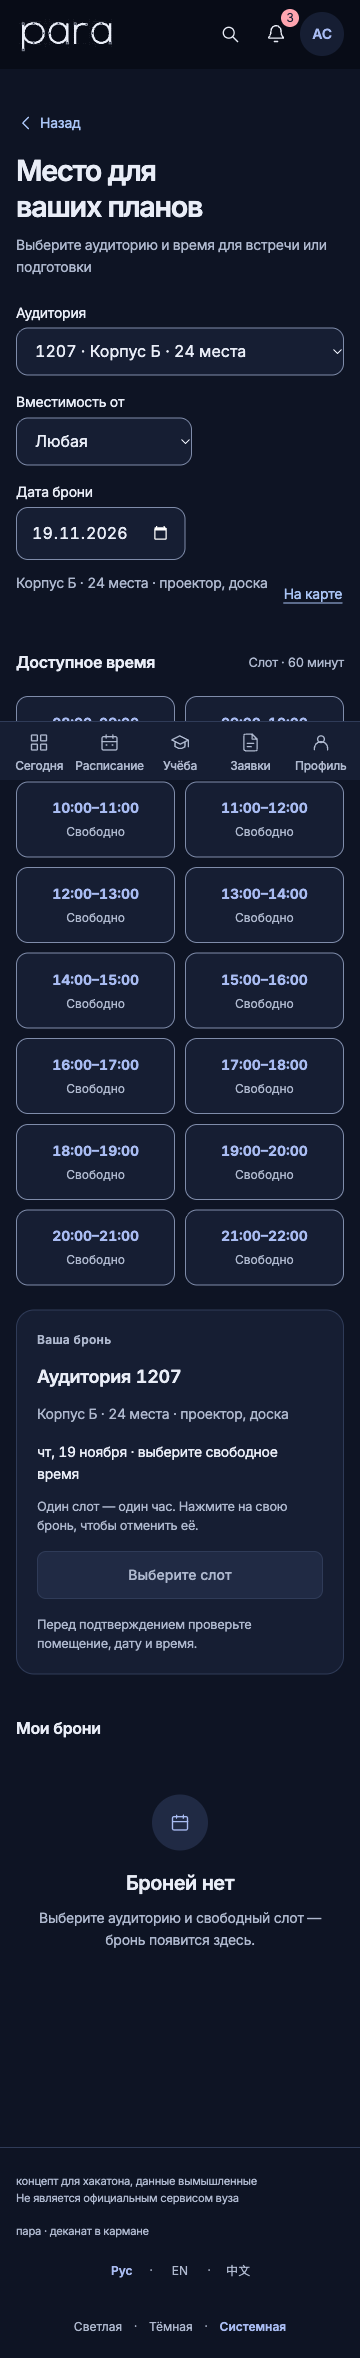 para
3
АС
Назад
Место для
ваших планов
Выберите аудиторию и время для встречи или
подготовки
Аудитория
1207 · Корпус Б · 24 места
Вместимость от
Любая
Дата брони
19.11.2026
Корпус Б · 24 места · проектор, доска
На карте
Доступное время
Слот · 60 минут
Сегодня
Расписание
Учёба
Заявки
Профиль
10:00–11:00
Свободно
11:00–12:00
Свободно
12:00–13:00
Свободно
13:00–14:00
Свободно
14:00–15:00
Свободно
15:00–16:00
Свободно
16:00–17:00
Свободно
17:00–18:00
Свободно
18:00–19:00
Свободно
19:00–20:00
Свободно
20:00–21:00
Свободно
21:00–22:00
Свободно
Ваша бронь
Аудитория 1207
Корпус Б · 24 места · проектор, доска
чт, 19 ноября · выберите свободное
время
Один слот — один час. Нажмите на свою
бронь, чтобы отменить её.
Выберите слот
Перед подтверждением проверьте
помещение, дату и время.
Мои брони
Броней нет
Выберите аудиторию и свободный слот —
бронь появится здесь.
концепт для хакатона, данные вымышленные
Не является официальным сервисом вуза
пара · деканат в кармане
Рус · EN · 中文
Светлая · Тёмная · Системная